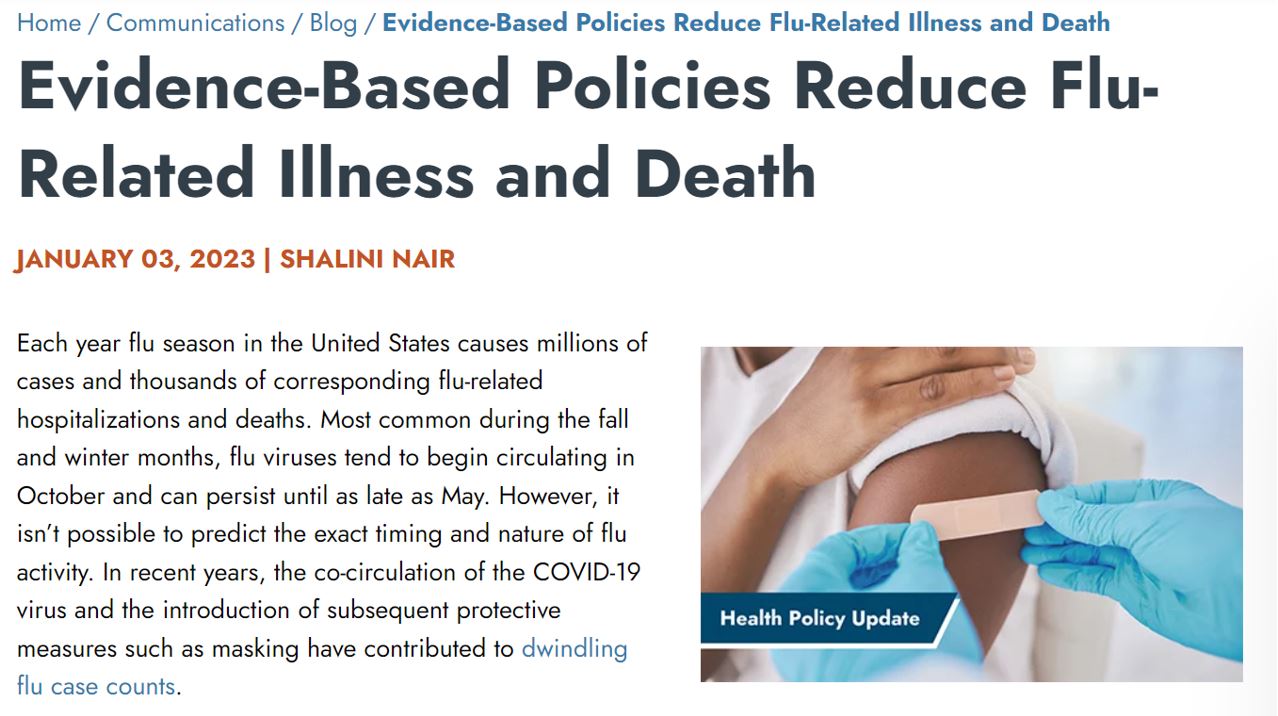 Home / Communications / Blog / Evidence-Based Policies Reduce Flu-Related Illness and Death
Evidence-Based Policies Reduce Flu-
Related Illness and Death
JANUARY 03, 2023 | SHALINI NAIR
Each year flu season in the United States causes millions of
cases and thousands of corresponding flu-related
hospitalizations and deaths. Most common during the fall
and winter months, flu viruses tend to begin circulating in
October and can persist until as late as May. However, it
isn’t possible to predict the exact timing and nature of flu
activity. In recent years, the co-circulation of the COVID-19
virus and the introduction of subsequent protective
measures such as masking have contributed to dwindling
flu case counts.
Health Policy Update